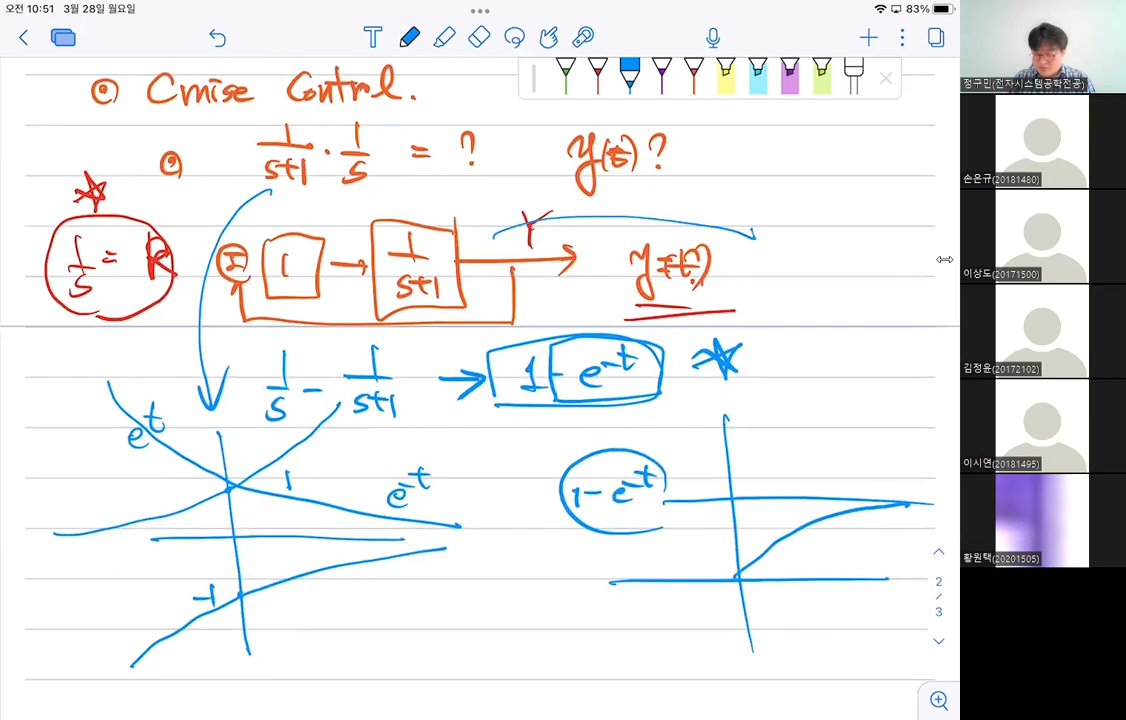 오전 10:51 3월 28일 월요일
83%
Cruise Control.
1/(s+1) · 1/s = ? y(t)?
1/s = R
Σ 1 → 1/(s+1) Y y(t)?
1/s - 1/(s+1) → 1 - e^-t
e^t
1
e^-t
-1
1 - e^-t
2
/
3
정구민(전자시스템공학전공)
손은규(20181480)
이상도(20171500)
김정윤(20172102)
이시연(20181495)
황원택(20201505)